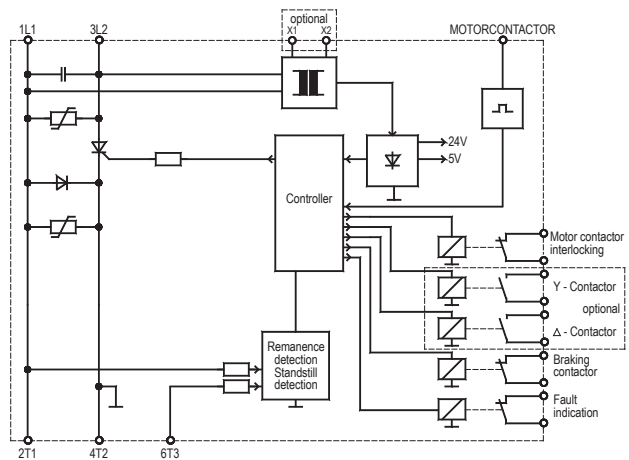 optional
1L1 3L2 X1 X2 MOTORCONTACTOR
24V
5V
Controller
Motor contactor
interlocking
Y - Contactor
optional
Δ - Contactor
Remanence
detection
Standstill
detection
Braking
contactor
Fault
indication
2T1 4T2 6T3